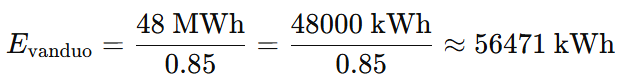 E_vanduo = 48 MWh / 0.85 = 48000 kWh / 0.85 ≈ 56471 kWh